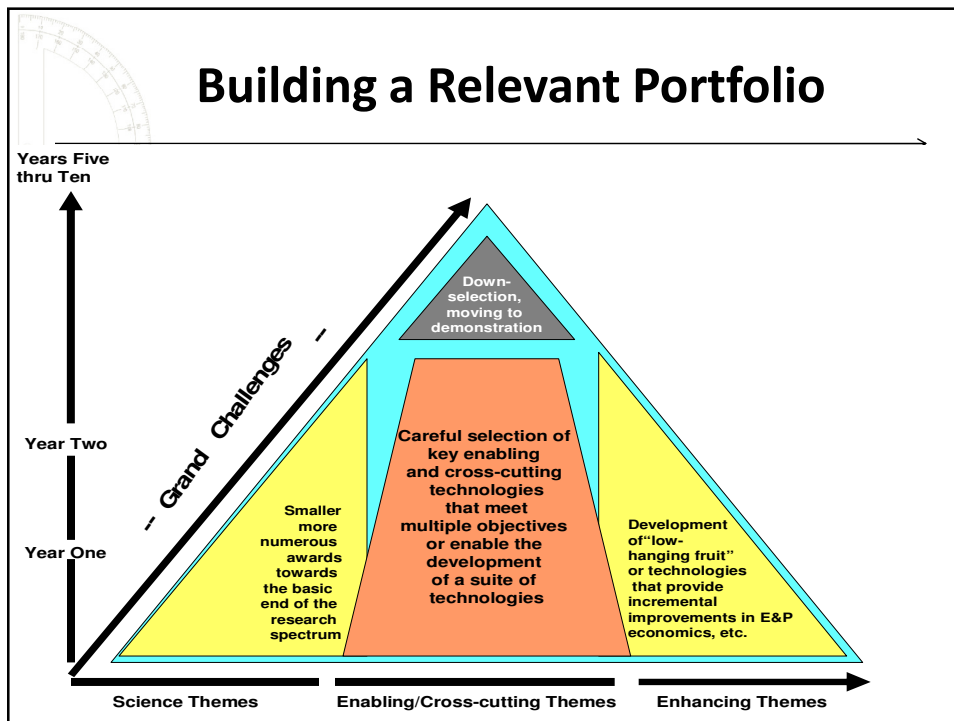 Building a Relevant Portfolio
Years Five
thru Ten
Year Two
Year One
-- Grand Challenges --
Down-
selection,
moving to
demonstration
Smaller
more
numerous
awards
towards
the basic
end of the
research
spectrum
Careful selection of
key enabling
and cross-cutting
technologies
that meet
multiple objectives
or enable the
development
of a suite of
technologies
Development
of“low-
hanging fruit”
or technologies
that provide
incremental
improvements in E&P
economics, etc.
Science Themes
Enabling/Cross-cutting Themes
Enhancing Themes